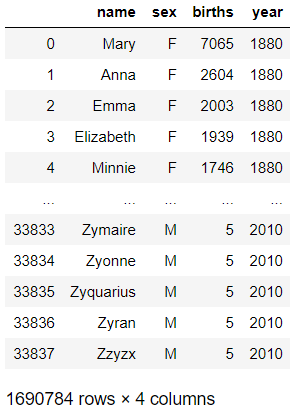 name sex births year
0 Mary F 7065 1880
1 Anna F 2604 1880
2 Emma F 2003 1880
3 Elizabeth F 1939 1880
4 Minnie F 1746 1880
... ... ... ... ...
33833 Zymaire M 5 2010
33834 Zyonne M 5 2010
33835 Zyquarius M 5 2010
33836 Zyran M 5 2010
33837 Zzyzx M 5 2010
1690784 rows × 4 columns